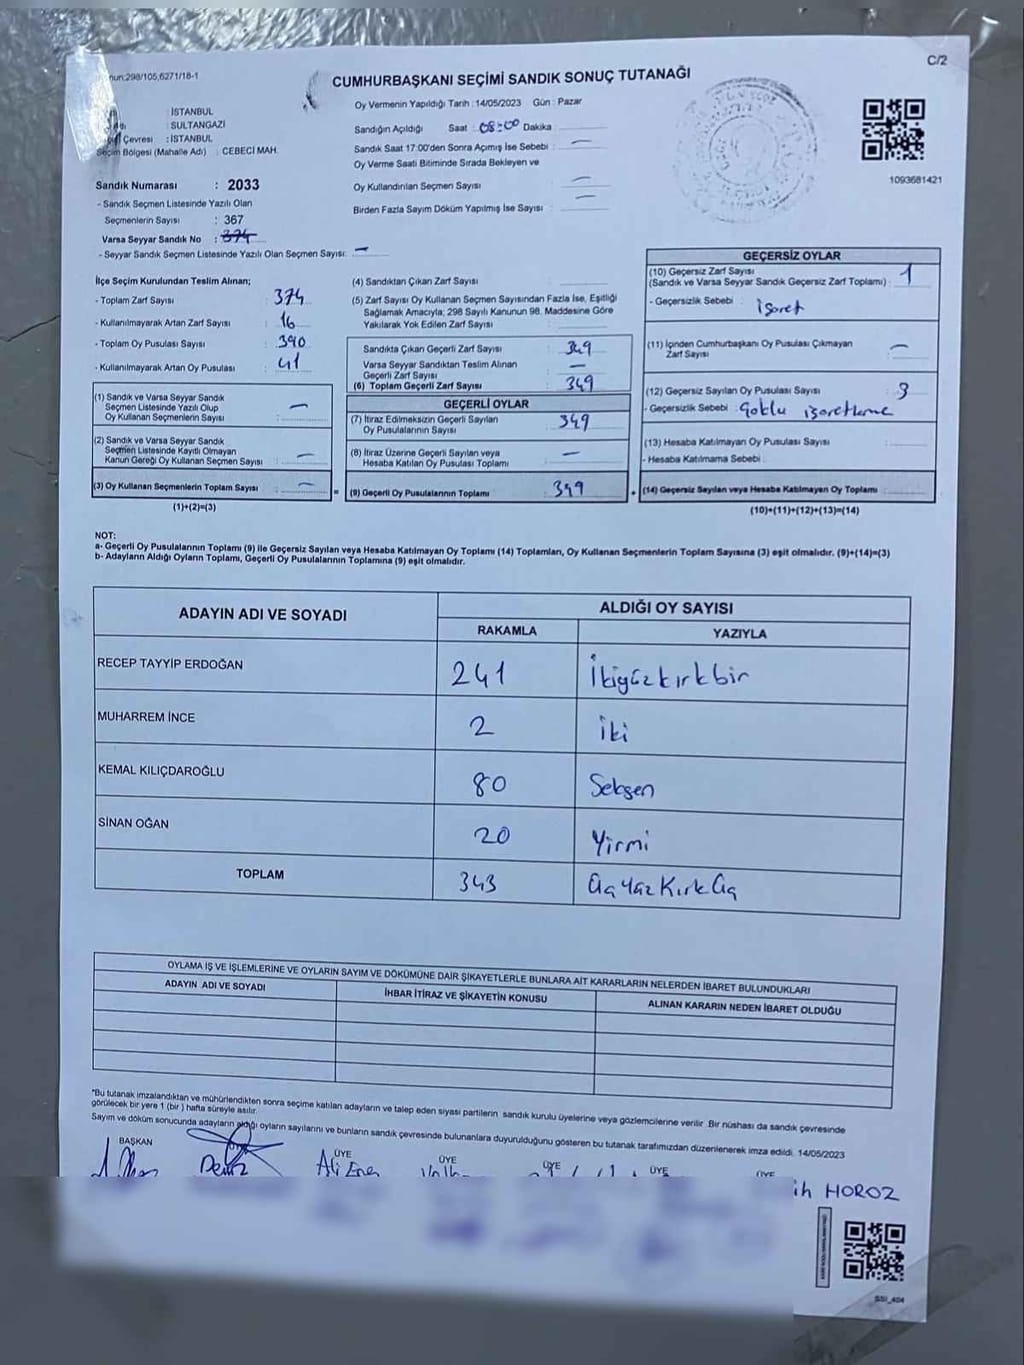 C/2
nun:298/105,6271/18-1
CUMHURBAŞKANI SEÇİMİ SANDIK SONUÇ TUTANAĞI
: İSTANBUL
: SULTANGAZİ
Çevresi : İSTANBUL
Seçim Bölgesi (Mahalle Adı) : CEBECİ MAH.
Sandık Numarası : 2033
- Sandık Seçmen Listesinde Yazılı Olan
Seçmenlerin Sayısı : 367
Varsa Seyyar Sandık No : 374
- Seyyar Sandık Seçmen Listesinde Yazılı Olan Seçmen Sayısı: —
Oy Vermenin Yapıldığı Tarih :14/05/2023 Gün : Pazar
Sandığın Açıldığı Saat : 08:00 Dakika
Sandık Saat 17:00'den Sonra Açımış İse Sebebi : —
Oy Verme Saati Bitiminde Sırada Bekleyen ve
Oy Kullandırılan Seçmen Sayısı : —
Birden Fazla Sayım Döküm Yapılmış İse Sayısı : —
1093681421
İlçe Seçim Kurulundan Teslim Alınan;
- Toplam Zarf Sayısı : 374
- Kullanılmayarak Artan Zarf Sayısı : 16
- Toplam Oy Pusulası Sayısı : 390
- Kullanılmayarak Artan Oy Pusulası : 41
(1) Sandık ve Varsa Seyyar Sandık
Seçmen Listesinde Yazılı Olup
Oy Kullanan Seçmenlerin Sayısı : —
(2) Sandık ve Varsa Seyyar Sandık
Seçmen Listesinde Kayıtlı Olmayan
Kanun Gereği Oy Kullanan Seçmen Sayısı : —
(3) Oy Kullanan Seçmenlerin Toplam Sayısı : —
(1)+(2)=(3)
(4) Sandıktan Çıkan Zarf Sayısı :
(5) Zarf Sayısı Oy Kullanan Seçmen Sayısından Fazla İse, Eşitliği
Sağlamak Amacıyla; 298 Sayılı Kanunun 98. Maddesine Göre
Yakılarak Yok Edilen Zarf Sayısı :
Sandıkta Çıkan Geçerli Zarf Sayısı : 349
Varsa Seyyar Sandıktan Teslim Alınan
Geçerli Zarf Sayısı : —
(6) Toplam Geçerli Zarf Sayısı : 349
GEÇERLİ OYLAR
(7) İtiraz Edilmeksizin Geçerli Sayılan
Oy Pusulalarının Sayısı : 349
(8) İtiraz Üzerine Geçerli Sayılan veya
Hesaba Katılan Oy Pusulası Toplamı : —
= (9) Geçerli Oy Pusulalarının Toplamı : 349
GEÇERSİZ OYLAR
(10) Geçersiz Zarf Sayısı
(Sandık ve Varsa Seyyar Sandık Geçersiz Zarf Toplamı) : 1
- Geçersizlik Sebebi : işaret
(11) İçinden Cumhurbaşkanı Oy Pusulası Çıkmayan
Zarf Sayısı : —
(12) Geçersiz Sayılan Oy Pusulası Sayısı : 3
- Geçersizlik Sebebi : Çoklu işaretleme
(13) Hesaba Katılmayan Oy Pusulası Sayısı :
- Hesaba Katılmama Sebebi :
+ (14) Geçersiz Sayılan veya Hesaba Katılmayan Oy Toplamı :
(10)+(11)+(12)+(13)=(14)
NOT:
a- Geçerli Oy Pusulalarının Toplamı (9) ile Geçersiz Sayılan veya Hesaba Katılmayan Oy Toplamı (14) Toplamları, Oy Kullanan Seçmenlerin Toplam Sayısına (3) eşit olmalıdır. (9)+(14)=(3)
b- Adayların Aldığı Oyların Toplamı, Geçerli Oy Pusulalarının Toplamına (9) eşit olmalıdır.
ADAYIN ADI VE SOYADI ALDIĞI OY SAYISI
RAKAMLA YAZIYLA
RECEP TAYYİP ERDOĞAN 241 İkiyüzkırkbir
MUHARREM İNCE 2 İki
KEMAL KILIÇDAROĞLU 80 Seksen
SİNAN OĞAN 20 Yirmi
TOPLAM 343 ÜçYüzKırkÜç
OYLAMA İŞ VE İŞLEMLERİNE VE OYLARIN SAYIM VE DÖKÜMÜNE DAİR ŞİKAYETLERLE BUNLARA AİT KARARLARIN NELERDEN İBARET BULUNDUKLARI
ADAYIN ADI VE SOYADI İHBAR İTİRAZ VE ŞİKAYETİN KONUSU ALINAN KARARIN NEDEN İBARET OLDUĞU
*Bu tutanak imzalandıktan ve mühürlendikten sonra seçime katılan adayların ve talep eden siyasi partilerin sandık kurulu üyelerine veya gözlemcilerine verilir. Bir nüshası da sandık çevresinde
görülecek bir yere 1 (bir) hafta süreyle asılır.
Sayım ve döküm sonucunda adayların aldığı oyların sayılarını ve bunların sandık çevresinde bulunanlara duyurulduğunu gösteren bu tutanak tarafımızdan düzenlenerek imza edildi. 14/05/2023
BAŞKAN ÜYE ÜYE ÜYE ÜYE ÜYE
Deniz Ali Eren
HOROZ
SSI_404